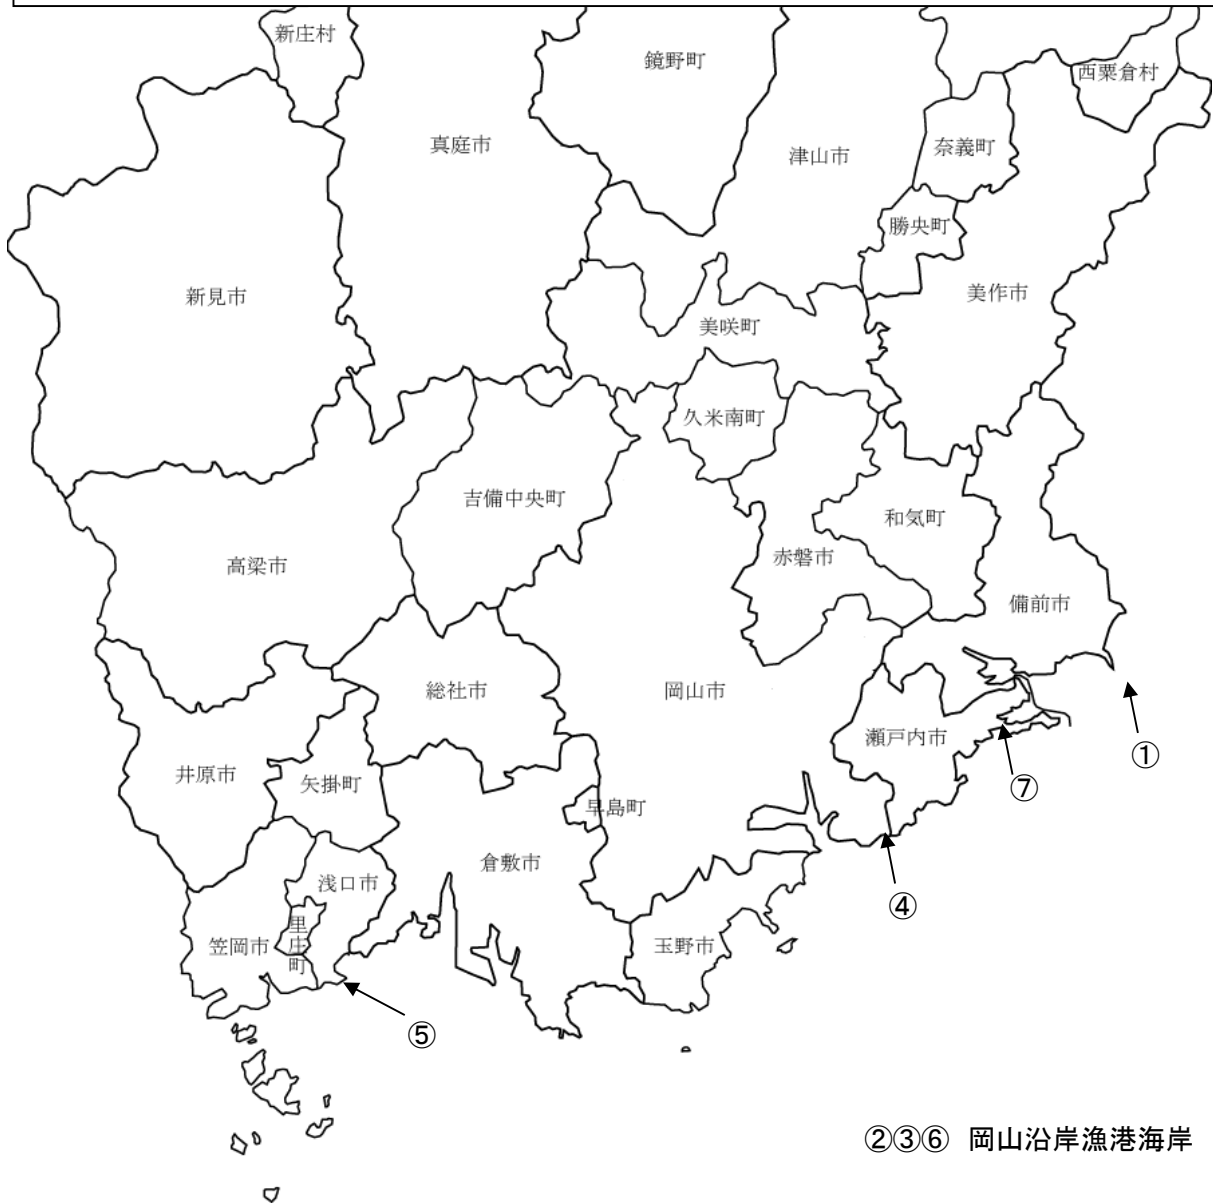 新庄村
鏡野町
西粟倉村
真庭市
津山市
奈義町
勝央町
新見市
美作市
美咲町
久米南町
吉備中央町
和気町
高梁市
赤磐市
備前市
総社市
岡山市
瀬戸内市
①
井原市
矢掛町
⑦
早島町
倉敷市
浅口市
④
里庄町
笠岡市
玉野市
⑤
②③⑥ 岡山沿岸漁港海岸